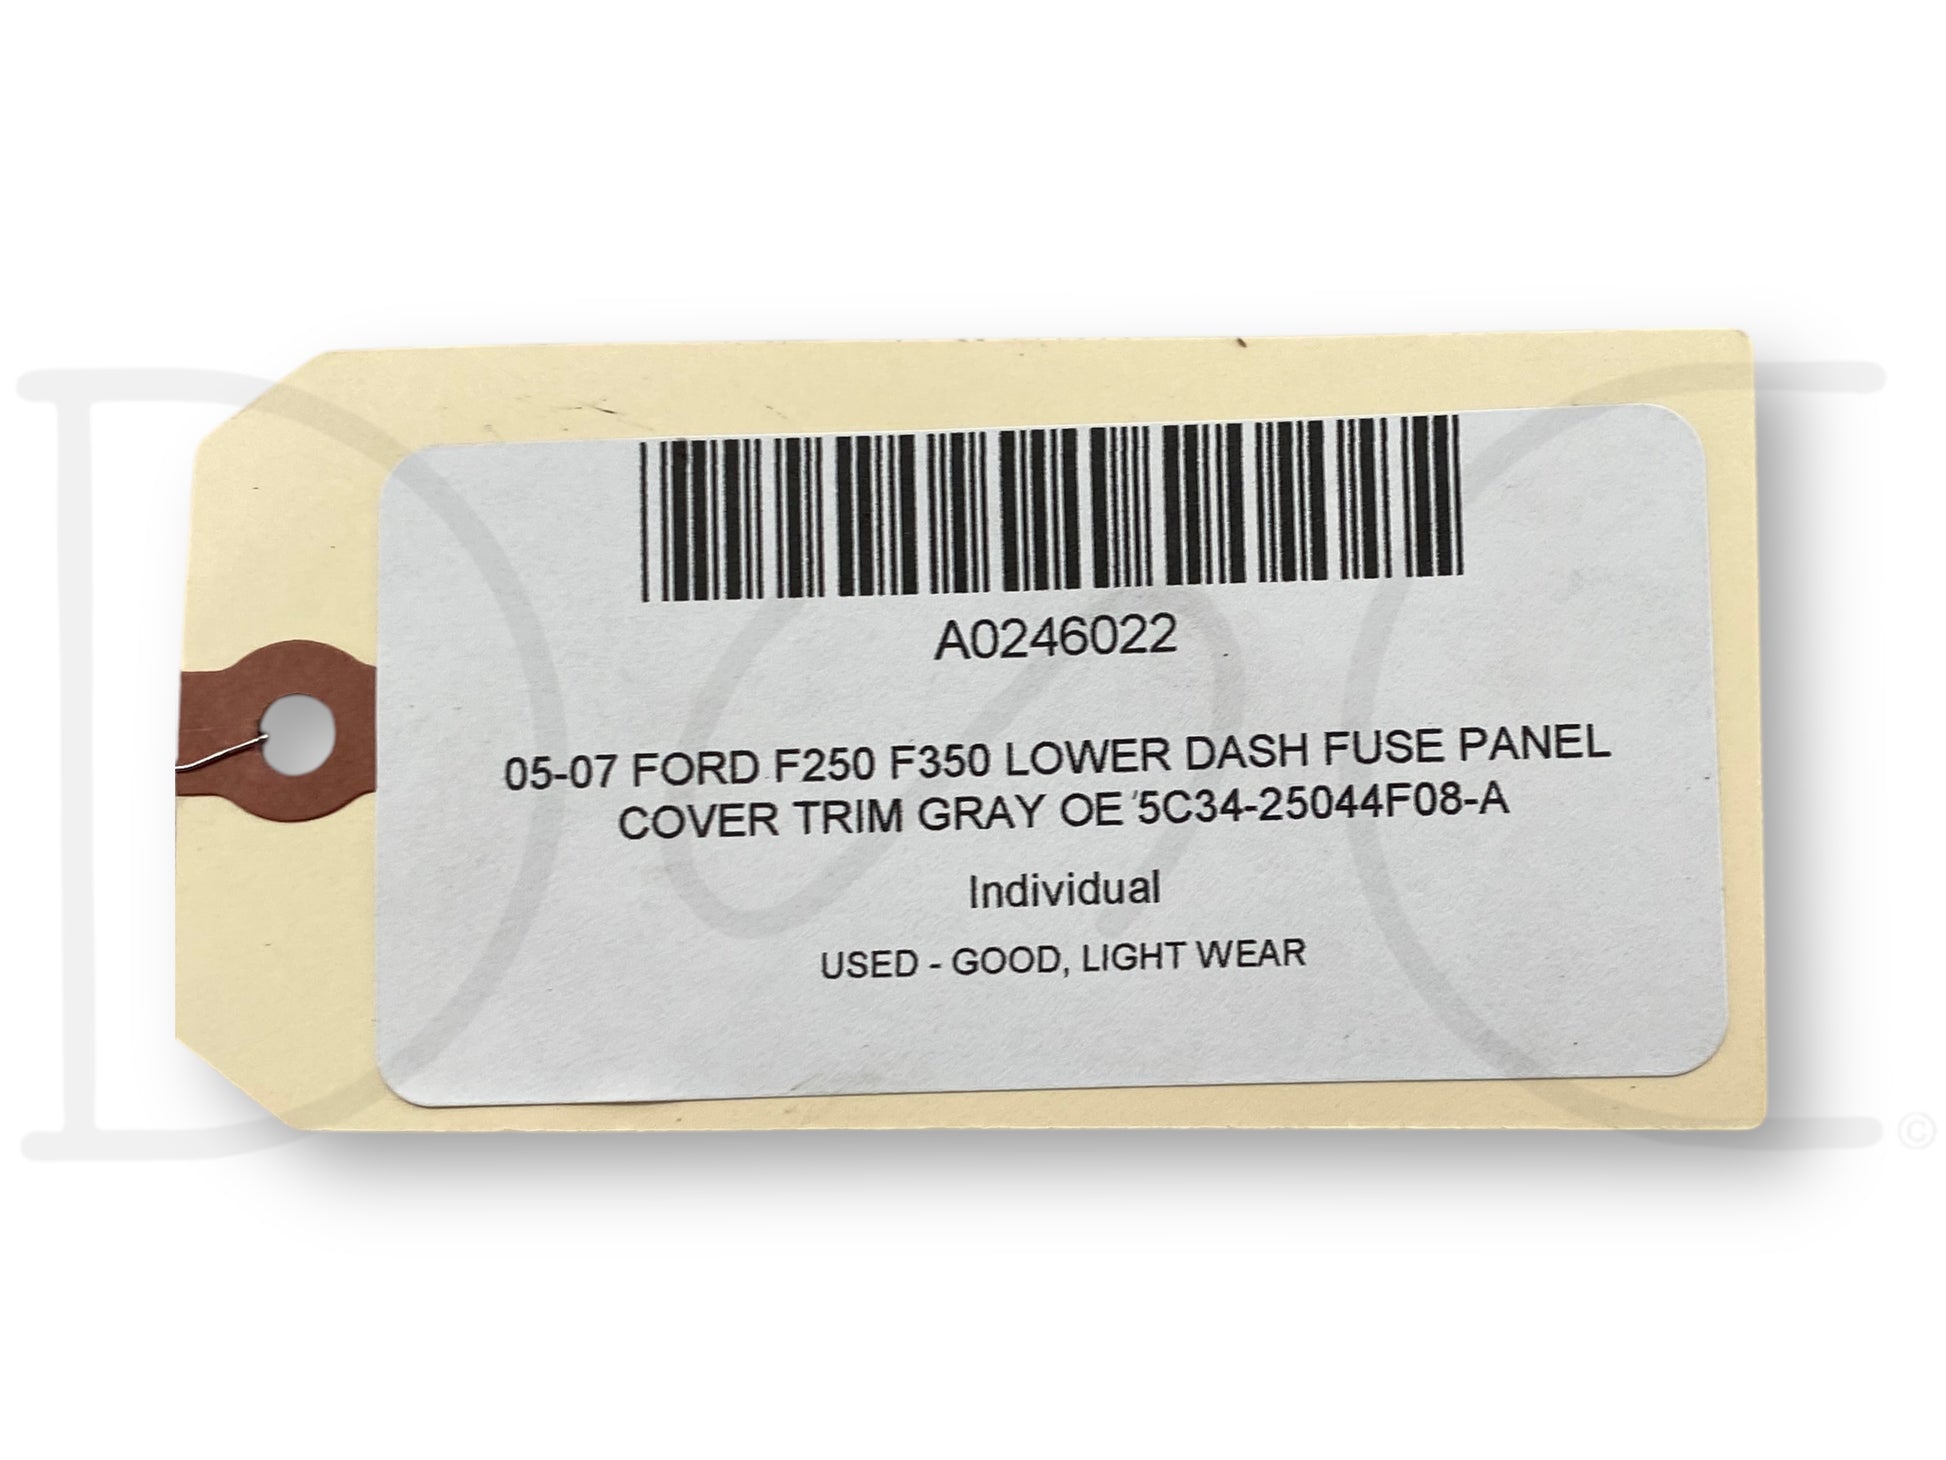 A0246022
05-07 FORD F250 F350 LOWER DASH FUSE PANEL
COVER TRIM GRAY OE 5C34-25044F08-A
Individual
USED - GOOD, LIGHT WEAR
©